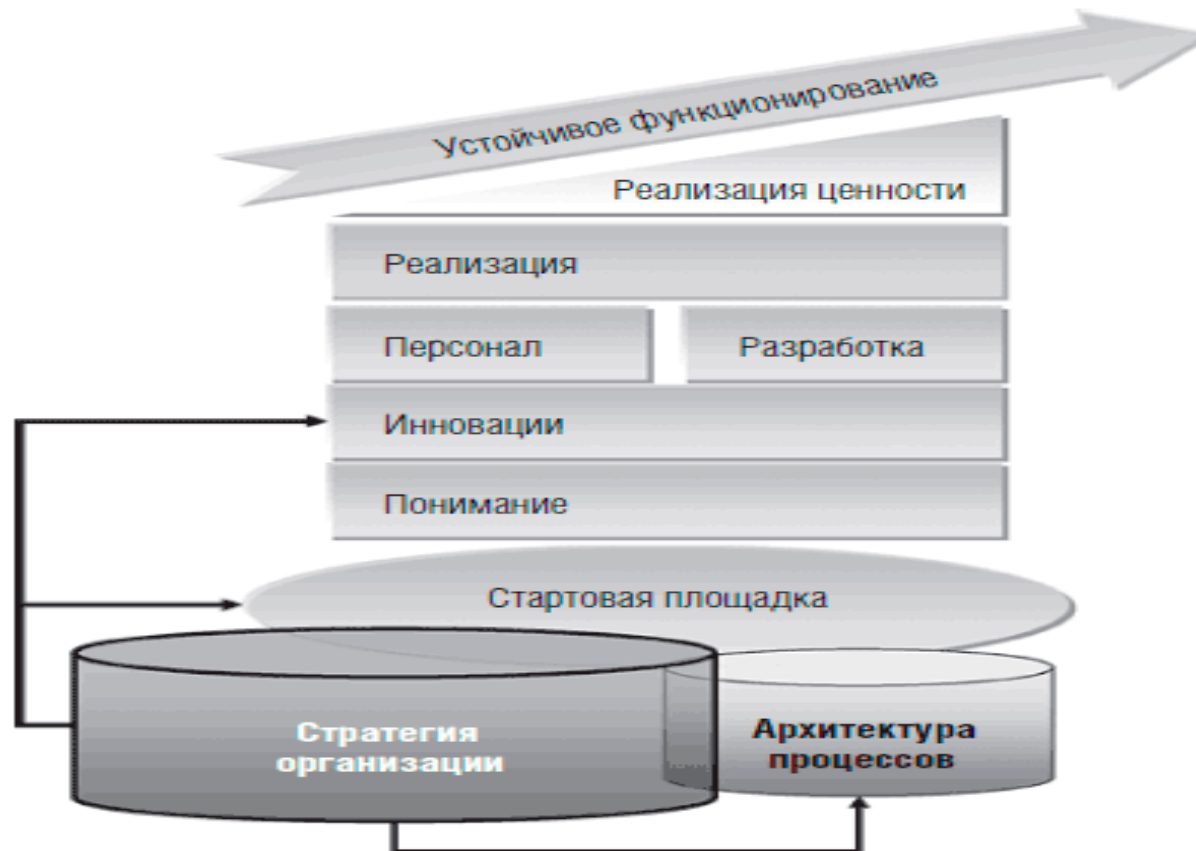 Устойчивое функционирование
Реализация ценности
Реализация
Персонал
Разработка
Инновации
Понимание
Стартовая площадка
Стратегия
организации
Архитектура
процессов